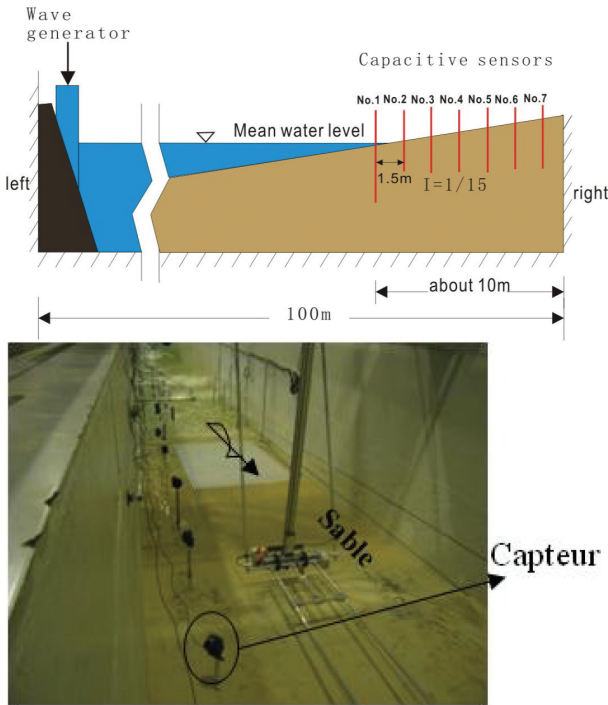 Wave
generator
Capacitive sensors
No.1 No.2 No.3 No.4 No.5 No.6 No.7
Mean water level
left
1.5m
I=1/15
right
about 10m
100m
Sable
Capteur